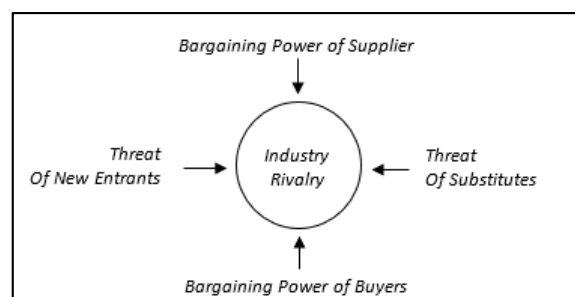 Bargaining Power of Supplier
Threat
Of New Entrants
Industry
Rivalry
Threat
Of Substitutes
Bargaining Power of Buyers